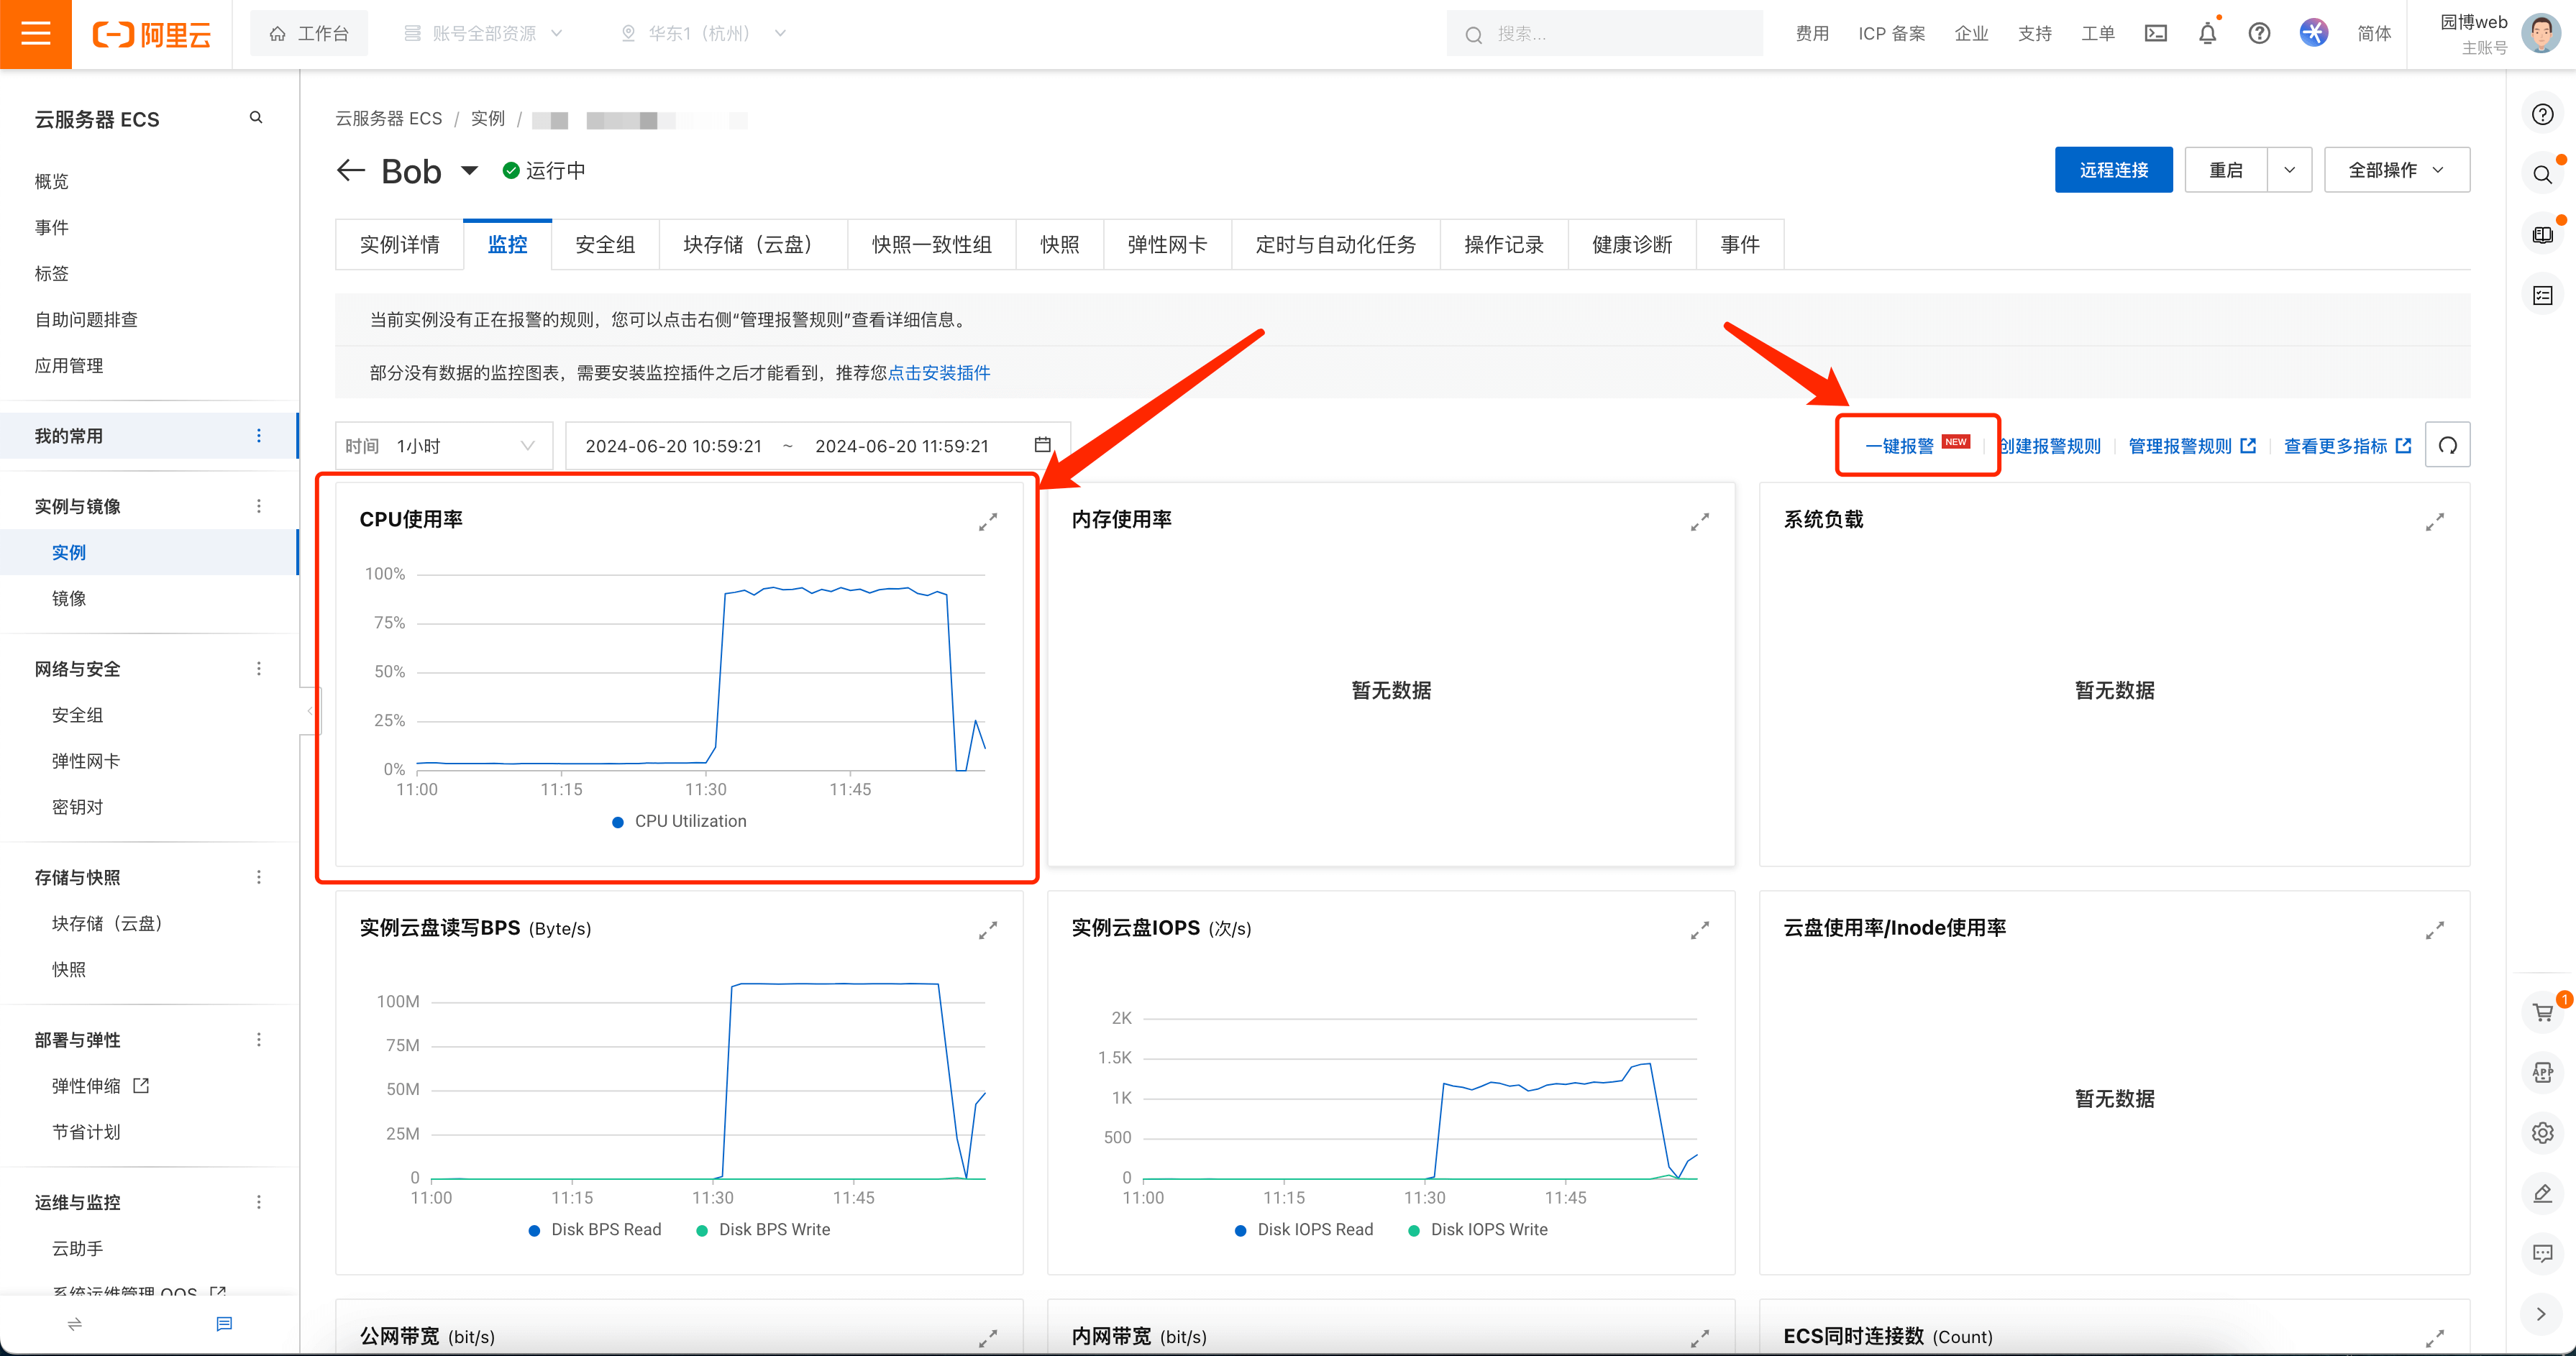 阿里云
工作台
账号全部资源
华东1（杭州）
搜索...
费用
ICP 备案
企业
支持
工单
简体
园博web
主账号
云服务器 ECS
概览
事件
标签
自助问题排查
应用管理
我的常用
实例与镜像
实例
镜像
网络与安全
安全组
弹性网卡
密钥对
存储与快照
块存储（云盘）
快照
部署与弹性
弹性伸缩
节省计划
运维与监控
云助手
系统运维管理 OOS
云服务器 ECS / 实例 /
Bob
运行中
远程连接
重启
全部操作
实例详情
监控
安全组
块存储（云盘）
快照一致性组
快照
弹性网卡
定时与自动化任务
操作记录
健康诊断
事件
当前实例没有正在报警的规则，您可以点击右侧“管理报警规则”查看详细信息。
部分没有数据的监控图表，需要安装监控插件之后才能看到，推荐您点击安装插件
时间 1小时
2024-06-20 10:59:21 ~ 2024-06-20 11:59:21
一键报警 NEW
创建报警规则
管理报警规则
查看更多指标
CPU使用率
100%
75%
50%
25%
0%
11:00 11:15 11:30 11:45
CPU Utilization
内存使用率
暂无数据
系统负载
暂无数据
实例云盘读写BPS (Byte/s)
100M
75M
50M
25M
0
11:00 11:15 11:30 11:45
Disk BPS Read Disk BPS Write
实例云盘IOPS (次/s)
2K
1.5K
1K
500
0
11:00 11:15 11:30 11:45
Disk IOPS Read Disk IOPS Write
云盘使用率/Inode使用率
暂无数据
公网带宽 (bit/s)
内网带宽 (bit/s)
ECS同时连接数 (Count)
1
APP